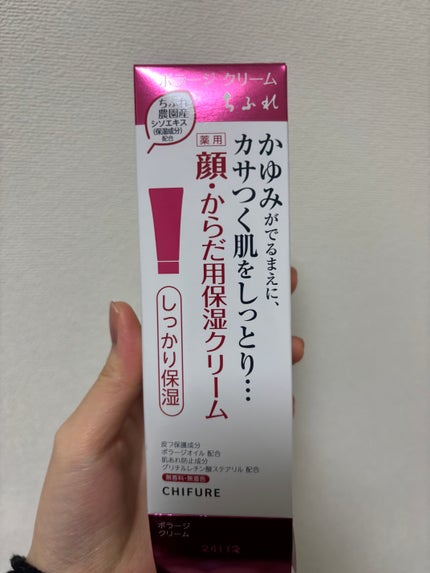 ボラージ クリーム
ちふれ
ちふれ
農園産
シソエキス
(保湿成分)
配合
かゆみがでるまえに、
カサつく肌をしっとり…
薬用
顔・からだ用保湿クリーム
しっかり保湿
皮フ保護成分
ボラージオイル 配合
肌あれ防止成分
グリチルレチン酸ステアリル 配合
無香料・無着色
CHIFURE
ボラージ
クリーム